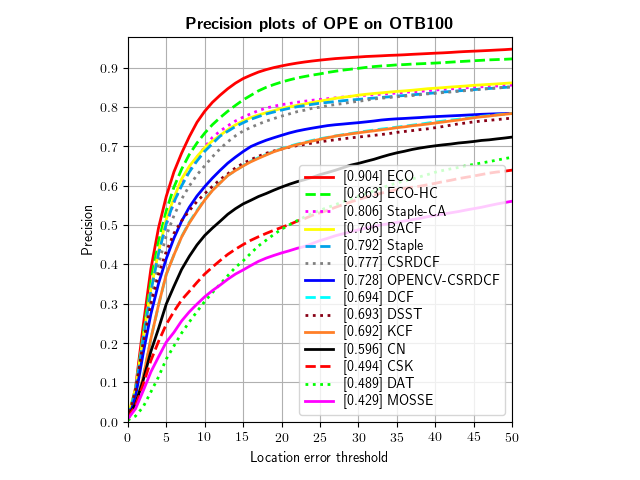 Precision plots of OPE on OTB100
Precision
0.9
0.8
0.7
0.6
0.5
0.4
0.3
0.2
0.1
0.0
[0.904] ECO
[0.863] ECO-HC
[0.806] Staple-CA
[0.796] BACF
[0.792] Staple
[0.777] CSRDCF
[0.728] OPENCV-CSRDCF
[0.694] DCF
[0.693] DSST
[0.692] KCF
[0.596] CN
[0.494] CSK
[0.489] DAT
[0.429] MOSSE
0 5 10 15 20 25 30 35 40 45 50
Location error threshold